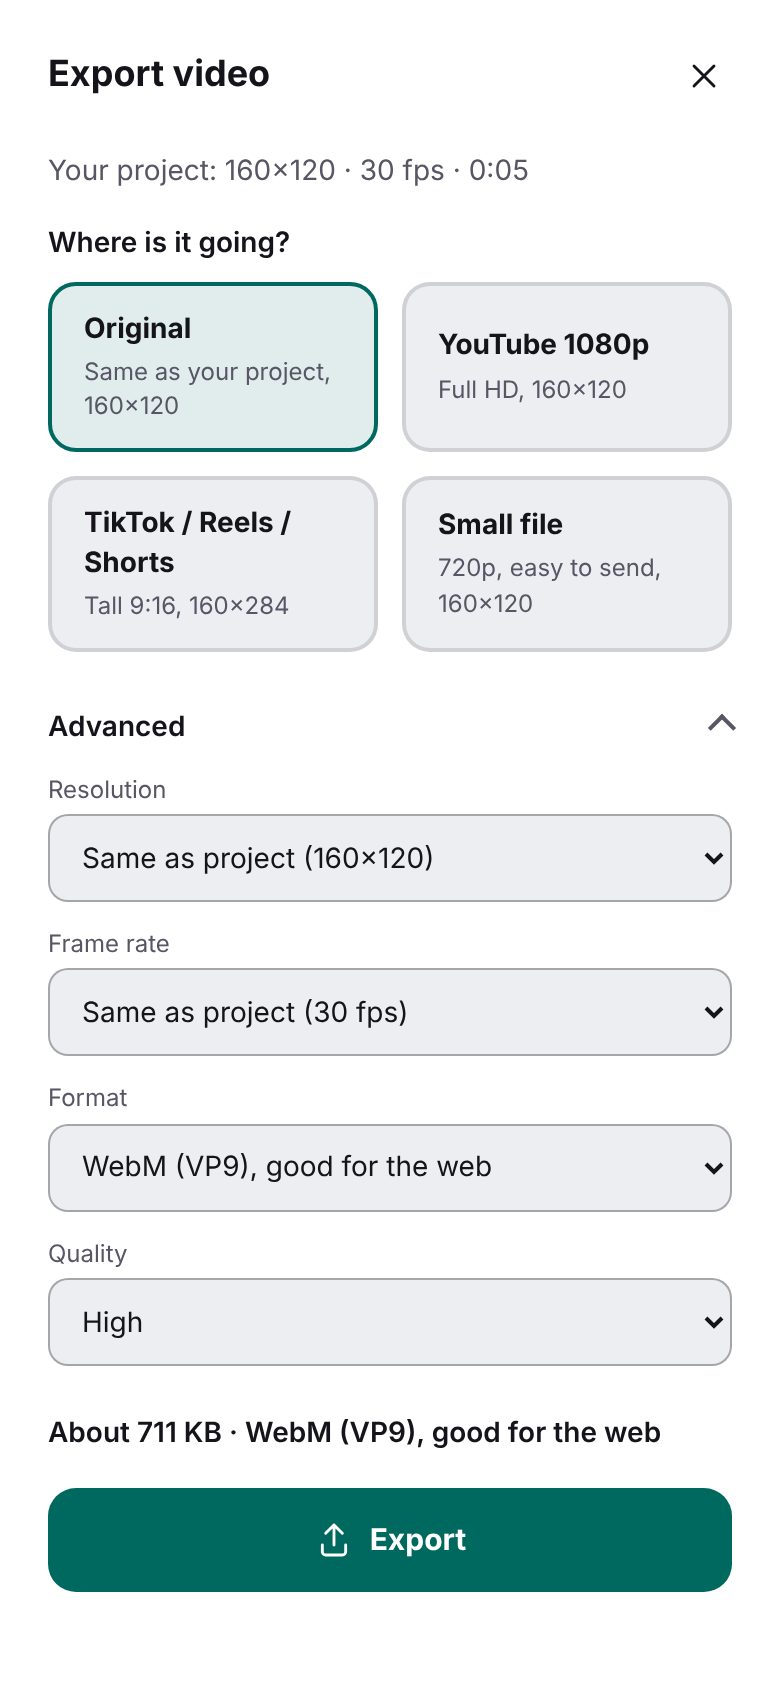 Export video
Your project: 160×120 · 30 fps · 0:05
Where is it going?
Original
Same as your project,
160×120
YouTube 1080p
Full HD, 160×120
TikTok / Reels /
Shorts
Tall 9:16, 160×284
Small file
720p, easy to send,
160×120
Advanced
Resolution
Same as project (160×120)
Frame rate
Same as project (30 fps)
Format
WebM (VP9), good for the web
Quality
High
About 711 KB · WebM (VP9), good for the web
Export